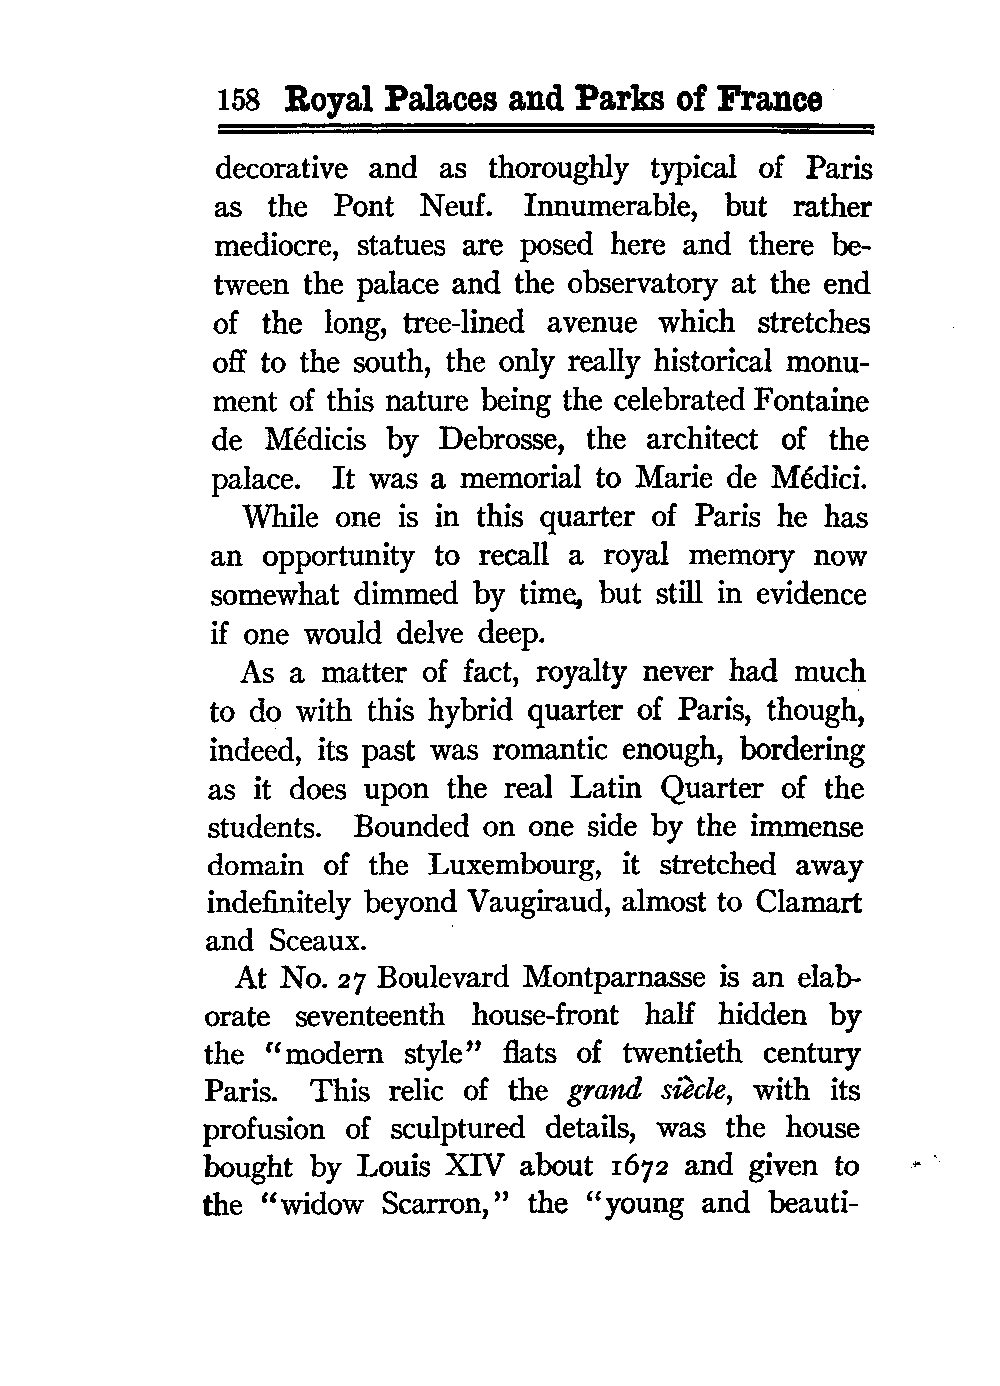 158 Royal Palaces and Parks of France
decorative and as thoroughly typical of Paris
as the Pont Neuf. Innumerable, but rather
mediocre, statues are posed here and there be-
tween the palace and the observatory at the end
of the long, tree-lined avenue which stretches
off to the south, the only really historical monu-
ment of this nature being the celebrated Fontaine
de Médicis by Debrosse, the architect of the
palace. It was a memorial to Marie de Médici.
While one is in this quarter of Paris he has
an opportunity to recall a royal memory now
somewhat dimmed by time, but still in evidence
if one would delve deep.
As a matter of fact, royalty never had much
to do with this hybrid quarter of Paris, though,
indeed, its past was romantic enough, bordering
as it does upon the real Latin Quarter of the
students. Bounded on one side by the immense
domain of the Luxembourg, it stretched away
indefinitely beyond Vaugiraud, almost to Clamart
and Sceaux.
At No. 27 Boulevard Montparnasse is an elab-
orate seventeenth house-front half hidden by
the "modern style" flats of twentieth century
Paris. This relic of the grand siècle, with its
profusion of sculptured details, was the house
bought by Louis XIV about 1672 and given to
the "widow Scarron," the "young and beauti-